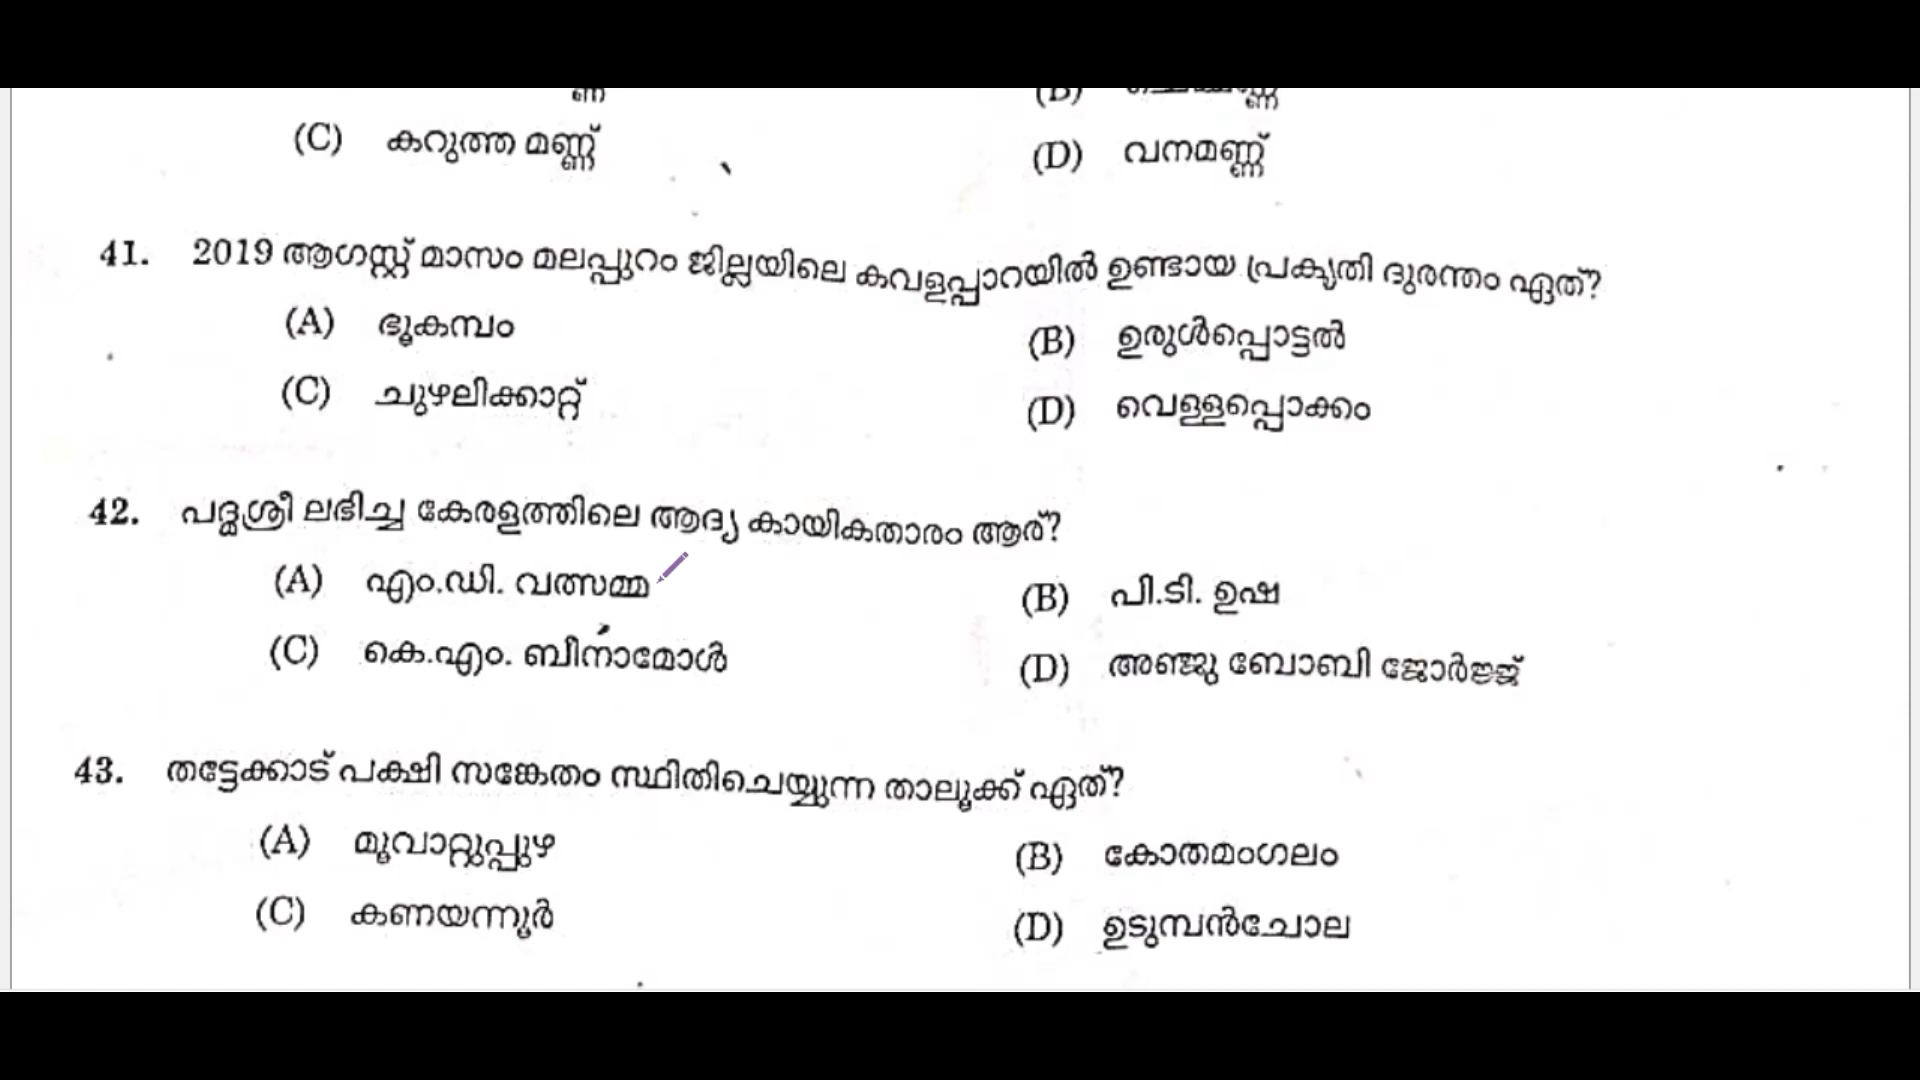 (C) കറുത്ത മണ്ണ്
(D) വനമണ്ണ്
41. 2019 ആഗസ്റ്റ് മാസം മലപ്പുറം ജില്ലയിലെ കവളപ്പാറയിൽ ഉണ്ടായ പ്രകൃതി ദുരന്തം ഏത്?
(A) ഭൂകമ്പം
(B) ഉരുൾപ്പൊട്ടൽ
(C) ചുഴലിക്കാറ്റ്
(D) വെള്ളപ്പൊക്കം
42. പദ്മശ്രീ ലഭിച്ച കേരളത്തിലെ ആദ്യ കായികതാരം ആര്?
(A) എം.ഡി. വത്സമ്മ
(B) പി.ടി. ഉഷ
(C) കെ.എം. ബീനാമോൾ
(D) അഞ്ജു ബോബി ജോർജ്ജ്
43. തട്ടേക്കാട് പക്ഷി സങ്കേതം സ്ഥിതിചെയ്യുന്ന താലൂക്ക് ഏത്?
(A) മൂവാറ്റുപ്പുഴ
(B) കോതമംഗലം
(C) കണയന്നൂർ
(D) ഉടുമ്പൻചോല